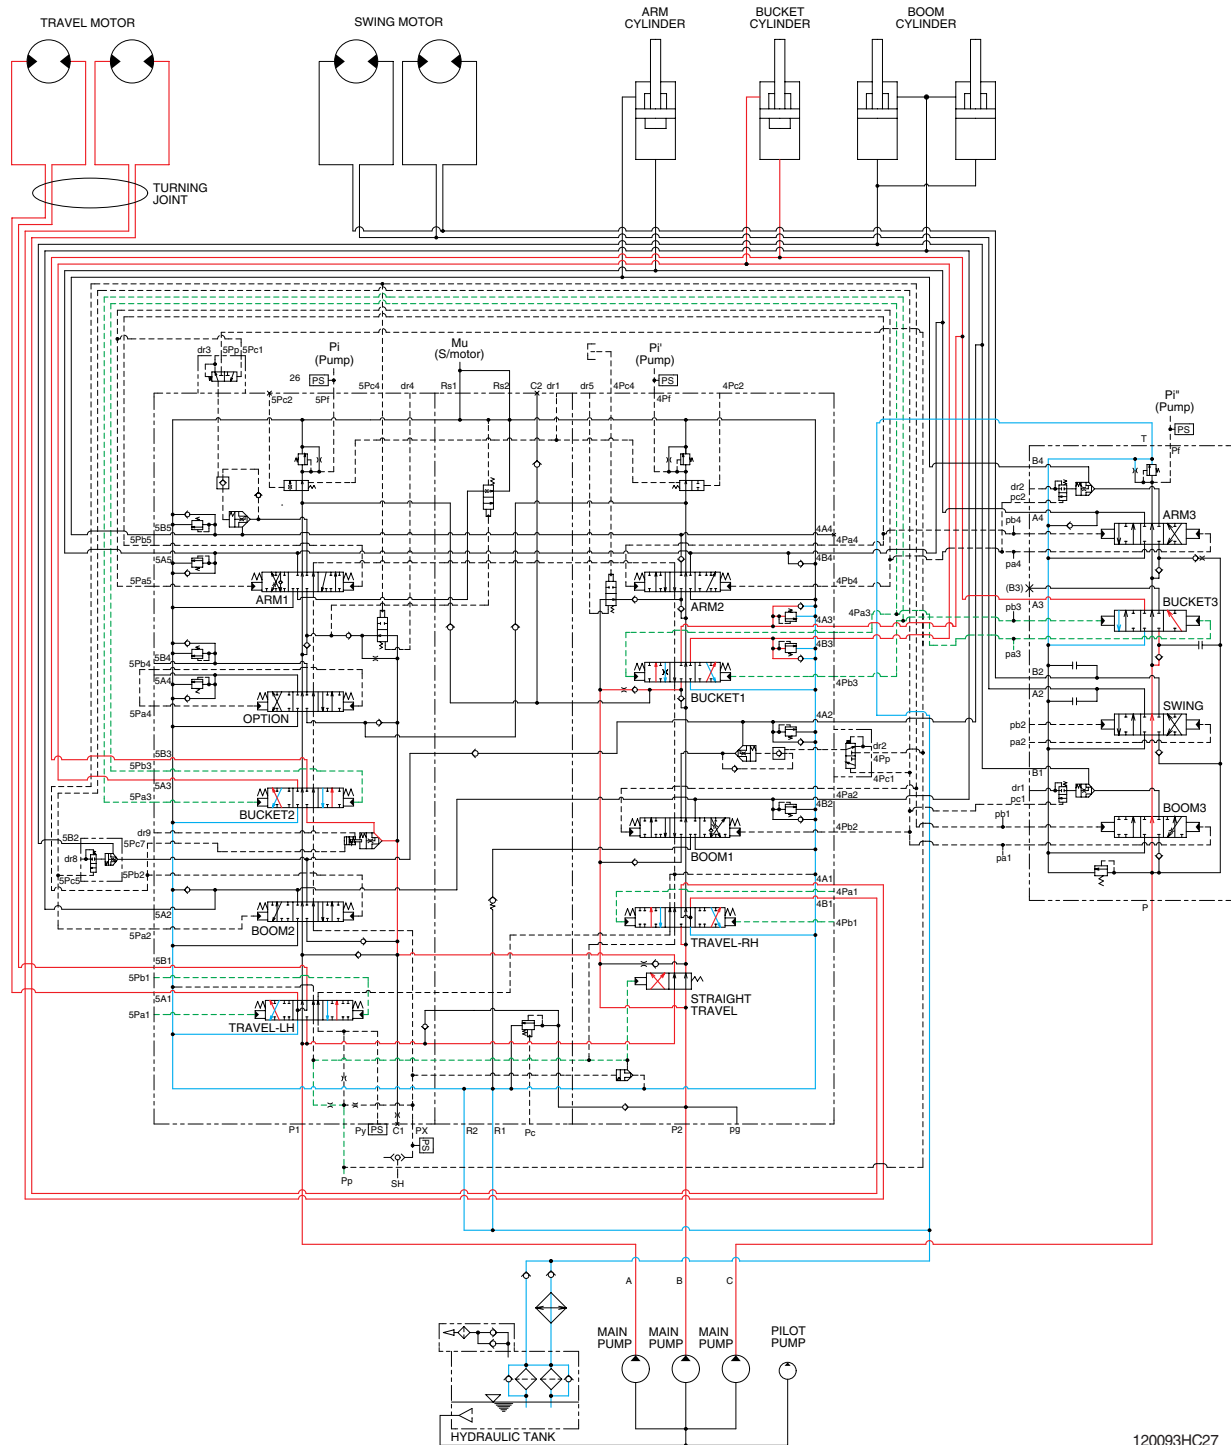 TRAVEL MOTOR
SWING MOTOR
ARM
CYLINDER
BUCKET
CYLINDER
BOOM
CYLINDER
TURNING
JOINT
dr3
5Pp
5Pc1
Pi
(Pump)
Mu
(S/motor)
Pi'
(Pump)
26
PS
PS
5Pc2
5Pf
5Pc4
dr4
Rs1
Rs2
C2
dr1
dr5
4Pc4
4Pf
4Pc2
Pi"
(Pump)
PS
T
Pf
B4
dr2
pc2
A4
pb4
pa4
ARM3
(B3)
A3
pb3
pa3
BUCKET3
B2
A2
pb2
pa2
SWING
B1
dr1
pc1
pb1
pa1
BOOM3
P
5B5
5Pb5
5A5
5Pa5
ARM1
4A4
4Pa4
4B4
4Pb4
ARM2
4A3
4Pa3
4B3
4Pb3
BUCKET1
5B4
5Pb4
5A4
5Pa4
OPTION
4A2
dr2
4Pp
4Pc1
4Pa2
4B2
4Pb2
BOOM1
5B3
5Pb3
5A3
5Pa3
BUCKET2
dr9
5Pc7
5B2
dr8
5Pc5
5Pb2
5A2
5Pa2
BOOM2
4A1
4Pa1
4B1
4Pb1
TRAVEL-RH
5B1
5Pb1
5A1
5Pa1
TRAVEL-LH
STRAIGHT
TRAVEL
P1
Py
PS
C1
PX
PS
R2
R1
Pc
P2
pg
Pp
SH
A
B
C
MAIN
PUMP
MAIN
PUMP
MAIN
PUMP
PILOT
PUMP
HYDRAULIC TANK
120093HC27